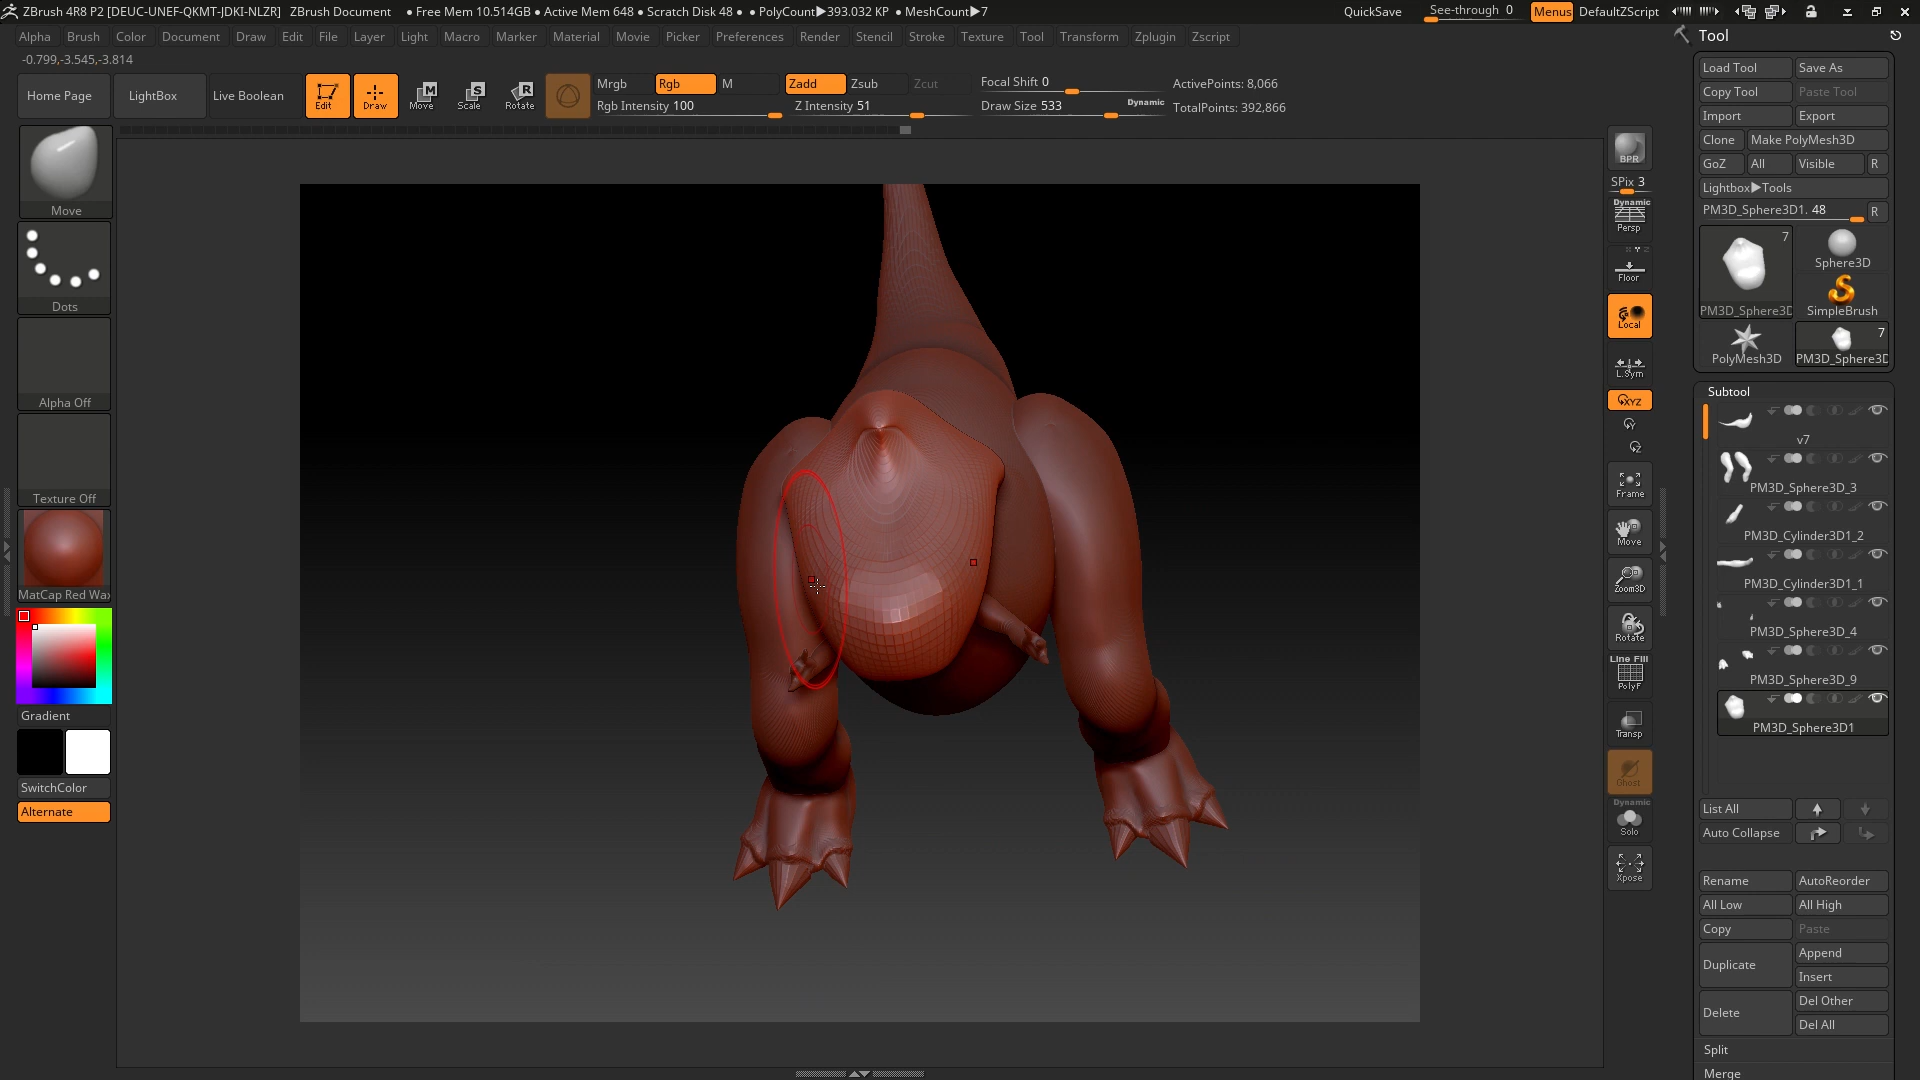 ZBrush 4R8 P2 [DEUC-UNEF-QKMT-JDKI-NLZR] ZBrush Document • Free Mem 10.514GB • Active Mem 648 • Scratch Disk 48 • • PolyCount▶393.032 KP • MeshCount▶7 QuickSave See-through 0 Menus DefaultZScript
Alpha Brush Color Document Draw Edit File Layer Light Macro Marker Material Movie Picker Preferences Render Stencil Stroke Texture Tool Transform Zplugin Zscript
-0.799,-3.545,-3.814
Home Page LightBox Live Boolean Edit Draw Move Scale Rotate
Mrgb Rgb M Zadd Zsub Zcut Focal Shift 0 ActivePoints: 8,066
Rgb Intensity 100 Z Intensity 51 Draw Size 533 Dynamic TotalPoints: 392,866
Move
Dots
Alpha Off
Texture Off
MatCap Red Wax
Gradient
SwitchColor
Alternate
BPR
SPix 3
Dynamic
Persp
Floor
Local
L.Sym
XYZ
Y
Z
Frame
Move
Zoom3D
Rotate
Line Fill
PolyF
Transp
Ghost
Dynamic
Solo
Xpose
Tool
Load Tool Save As
Copy Tool Paste Tool
Import Export
Clone Make PolyMesh3D
GoZ All Visible R
Lightbox▶Tools
PM3D_Sphere3D1. 48 R
7 Sphere3D
PM3D_Sphere3D SimpleBrush
7
PolyMesh3D PM3D_Sphere3D
Subtool
v7
PM3D_Sphere3D_3
PM3D_Cylinder3D1_2
PM3D_Cylinder3D1_1
PM3D_Sphere3D_4
PM3D_Sphere3D_9
PM3D_Sphere3D1
List All
Auto Collapse
Rename AutoReorder
All Low All High
Copy Paste
Duplicate Append
Insert
Delete Del Other
Del All
Split
Merge